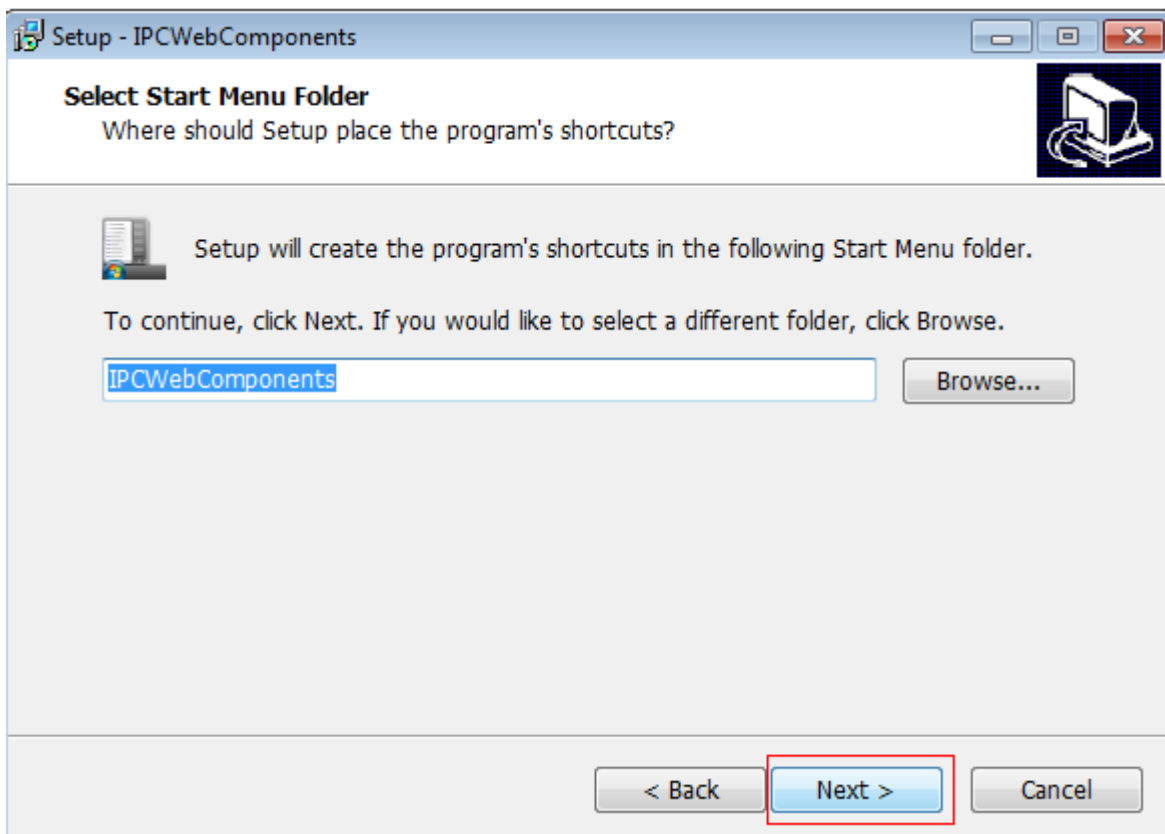 Setup - IPCWebComponents
Select Start Menu Folder
Where should Setup place the program's shortcuts?
Setup will create the program's shortcuts in the following Start Menu folder.
To continue, click Next. If you would like to select a different folder, click Browse.
IPCWebComponents
Browse...
< Back
Next >
Cancel